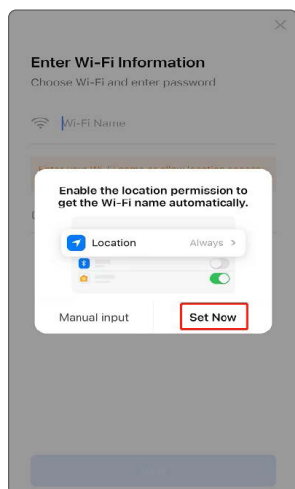 Enter Wi-Fi Information
Choose Wi-Fi and enter password
Wi-Fi Name
Enable the location permission to
get the Wi-Fi name automatically.
Location
Always >
Manual input
Set Now